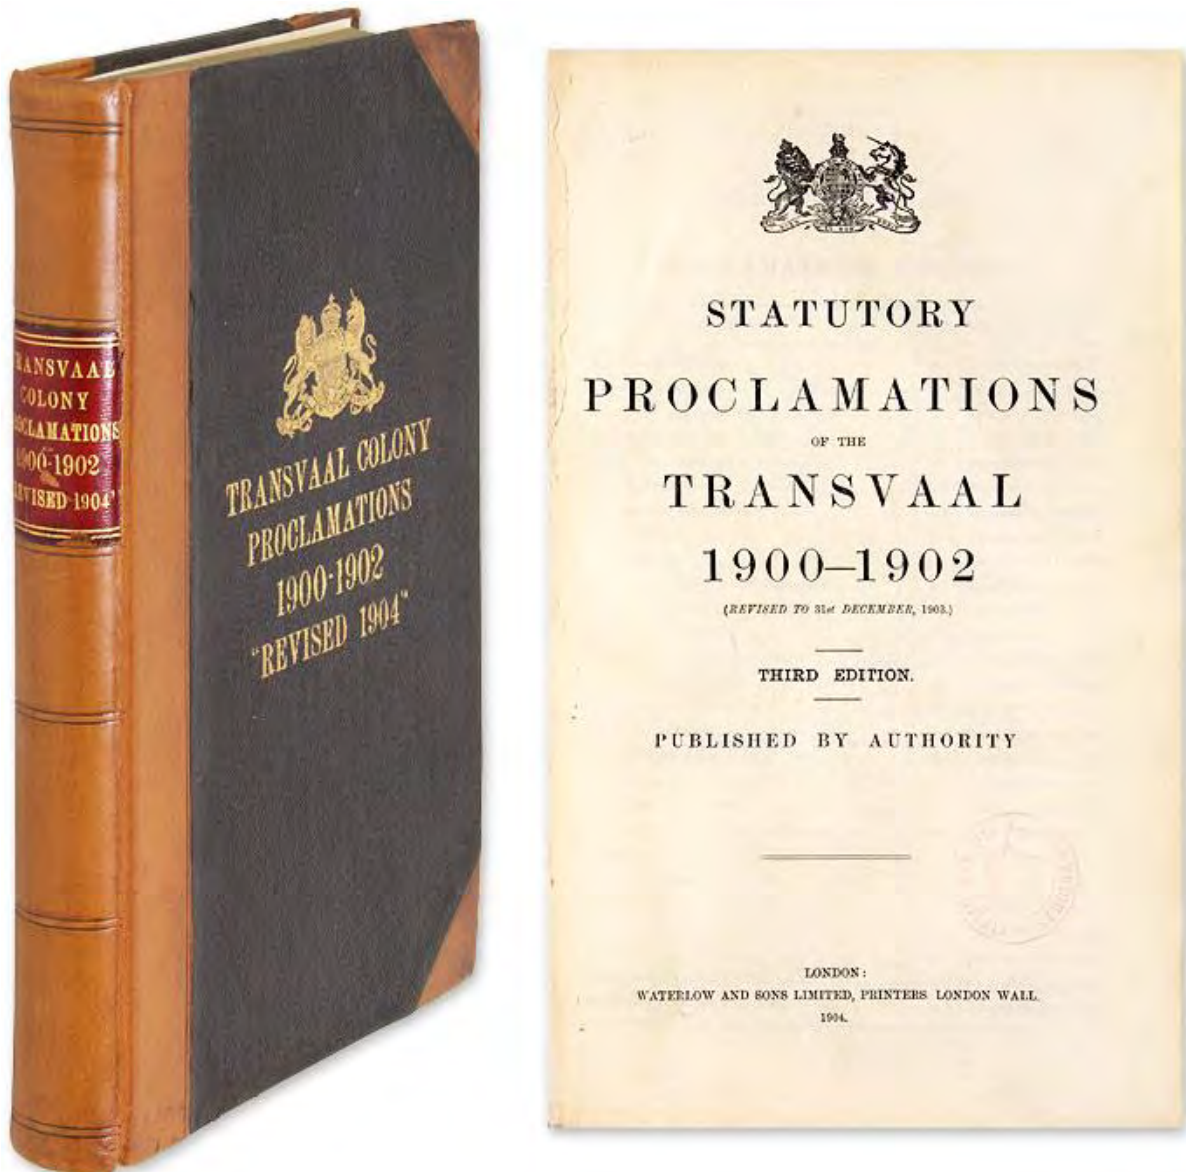 TRANSVAAL
COLONY
PROCLAMATIONS
1900-1902
REVISED 1904"
TRANSVAAL COLONY
PROCLAMATIONS
1900-1902
"REVISED 1904"
STATUTORY
PROCLAMATIONS
OF THE
TRANSVAAL
1900–1902
(REVISED TO 31st DECEMBER, 1903.)
THIRD EDITION.
PUBLISHED BY AUTHORITY
LONDON:
WATERLOW AND SONS LIMITED, PRINTERS LONDON WALL.
1904.